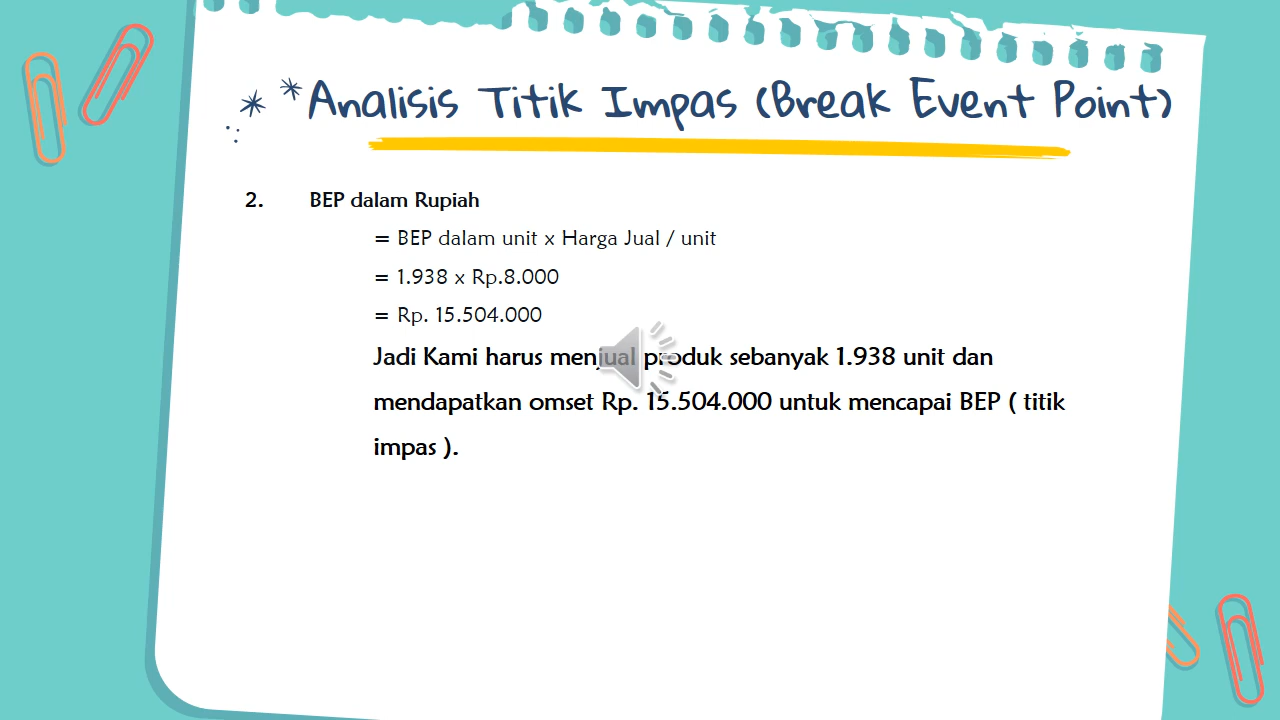 Analisis Titik Impas (Break Event Point)
2. BEP dalam Rupiah
= BEP dalam unit x Harga Jual / unit
= 1.938 x Rp.8.000
= Rp. 15.504.000
Jadi Kami harus menjual produk sebanyak 1.938 unit dan
mendapatkan omset Rp. 15.504.000 untuk mencapai BEP ( titik
impas ).